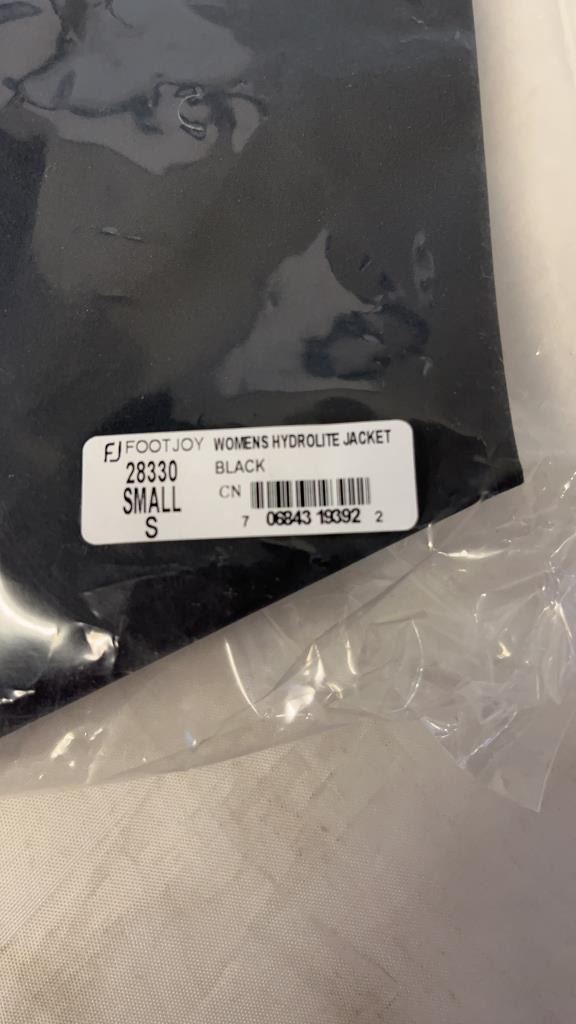 FJ FOOTJOY WOMENS HYDROLITE JACKET
28330 BLACK
SMALL CN
S 7 06843 19392 2